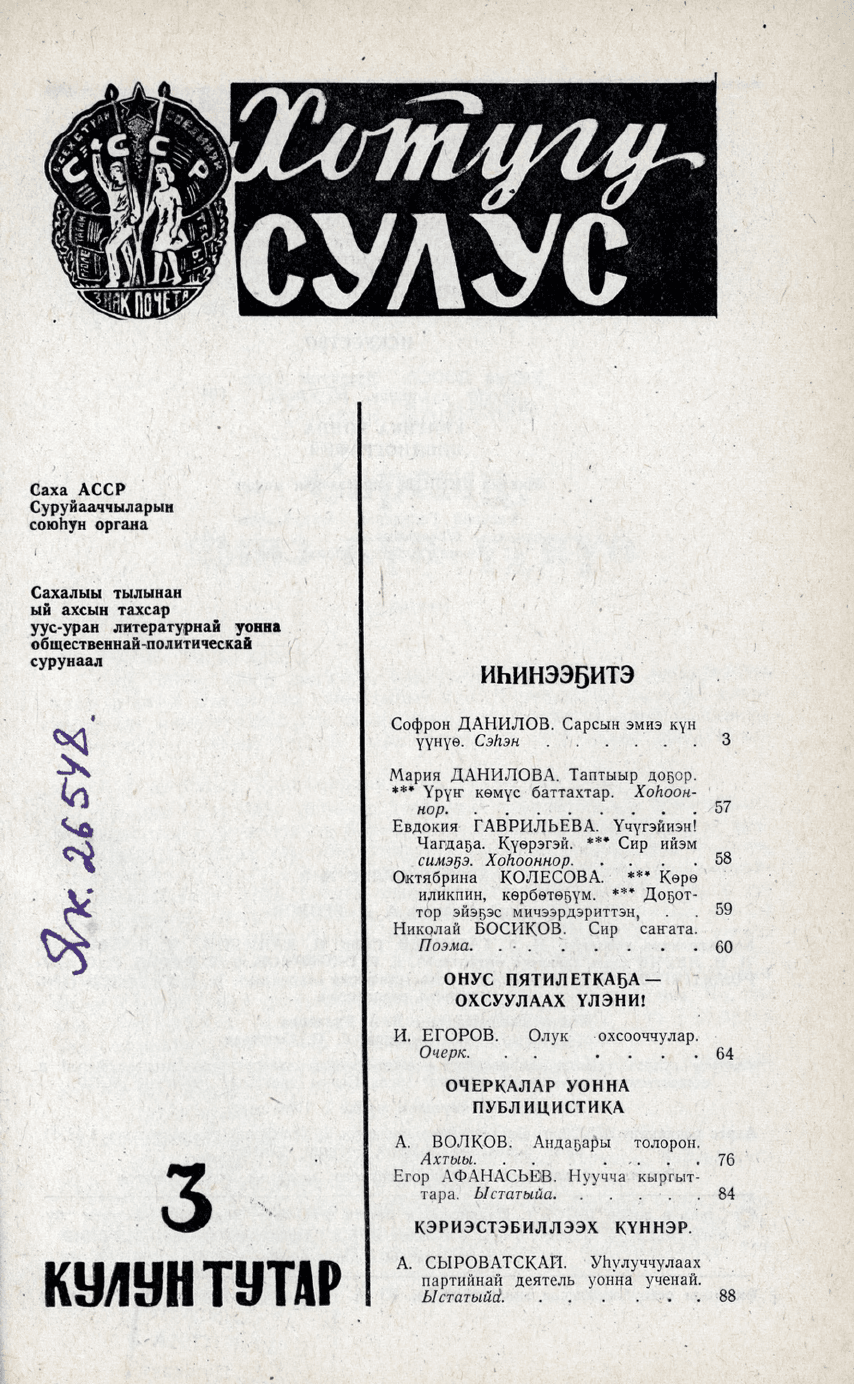 Хотугу
СУЛУС
СССР
ЗНАК ПОЧЕТА
Саха АССР
Суруйааччыларын
союһун органа
Сахалыы тылынан
ый ахсын тахсар
уус-уран литературнай уонна
общественнай-политическай
сурунаал
Як. 26548.
3
КУЛУН ТУТАР
ИҺИНЭЭҔИТЭ
Софрон ДАНИЛОВ. Сарсын эмиэ күн
үүнүө. Сэһэн . . . . . . 3
Мария ДАНИЛОВА. Таптыыр доҕор.
*** Үрүҥ көмүс баттахтар. Хоһоон-
нор. . . . . . . . . 57
Евдокия ГАВРИЛЬЕВА. Үчүгэйиэн!
Чагдаҕа. Күөрэгэй. *** Сир ийэм
симэҕэ. Хоһооннор. . . . . 58
Октябрина КОЛЕСОВА. *** Көрө
иликпин, көрбөтөҕүм. *** Доҕот-
тор эйэҕэс мичээрдэриттэн, . . 59
Николай БОСИКОВ. Сир саҥата.
Поэма. . . . . . . . 60
ОНУС ПЯТИЛЕТКАҔА —
ОХСУУЛААХ ҮЛЭНИ!
И. ЕГОРОВ. Олук охсооччулар.
Очерк. . . . . . . 64
ОЧЕРКАЛАР УОННА
ПУБЛИЦИСТИКА
А. ВОЛКОВ. Андаҕары толорон.
Ахтыы. . . . . . . 76
Егор АФАНАСЬЕВ. Нуучча кыргыт-
тара. Ыстатыйа. . . . . . 84
КЭРИЭСТЭБИЛЛЭЭХ КҮННЭР.
А. СЫРОВАТСКАЙ. Уһулуччулаах
партийнай деятель уонна ученай.
Ыстатыйа. . . . . . . 88